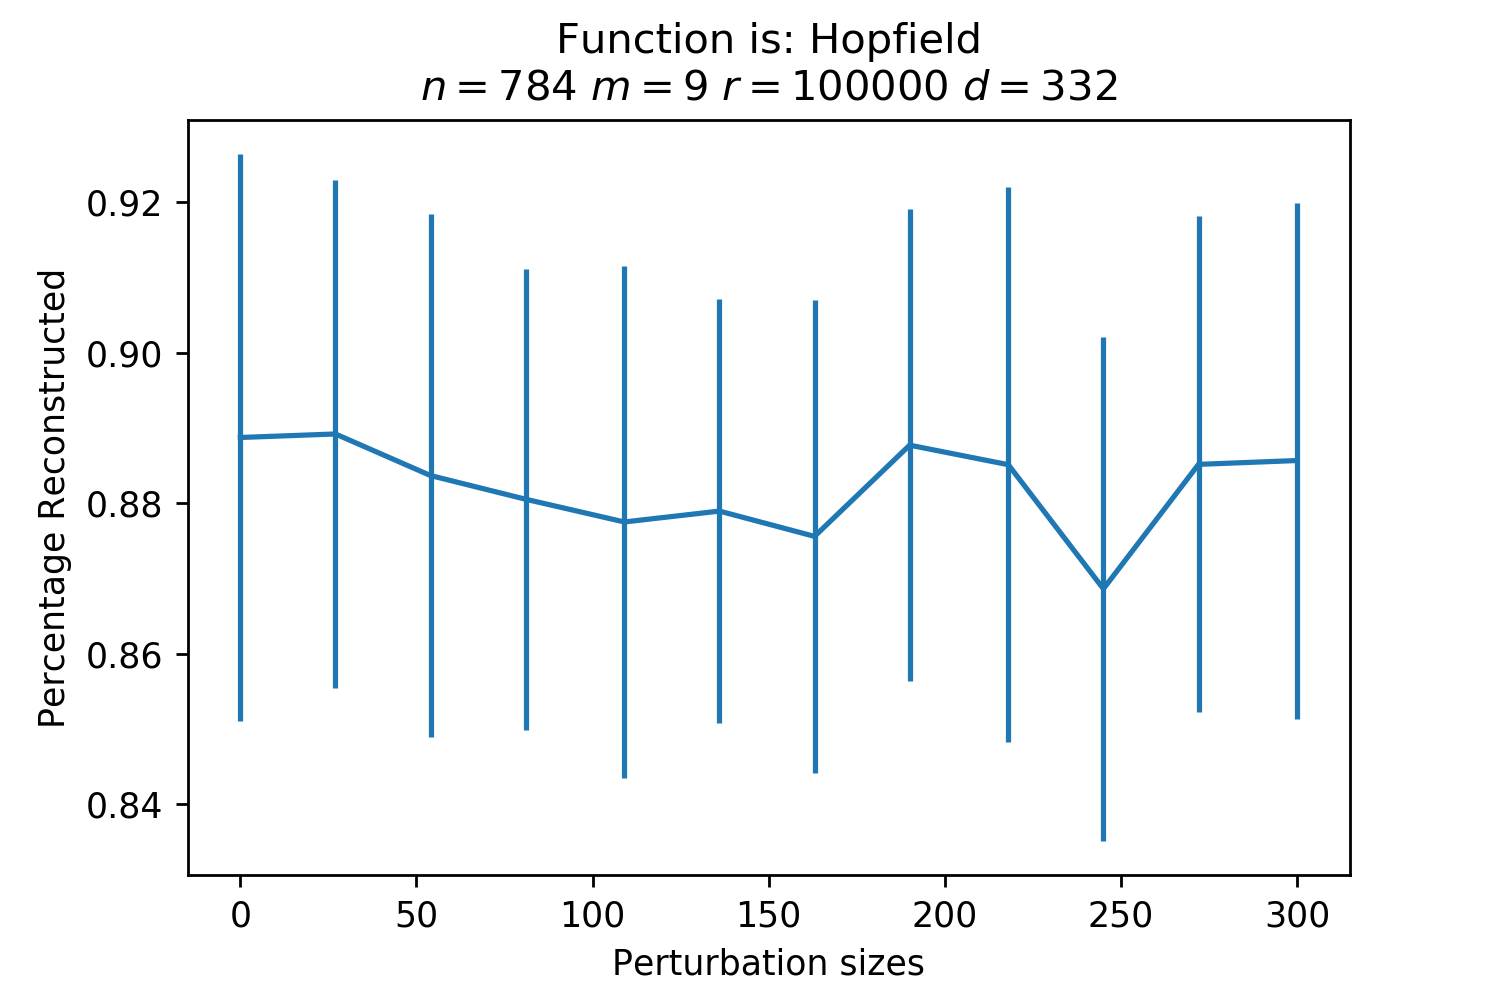 Function is: Hopfield
n = 784 m = 9 r = 100000 d = 332
Percentage Reconstructed
0.92
0.90
0.88
0.86
0.84
0 50 100 150 200 250 300
Perturbation sizes